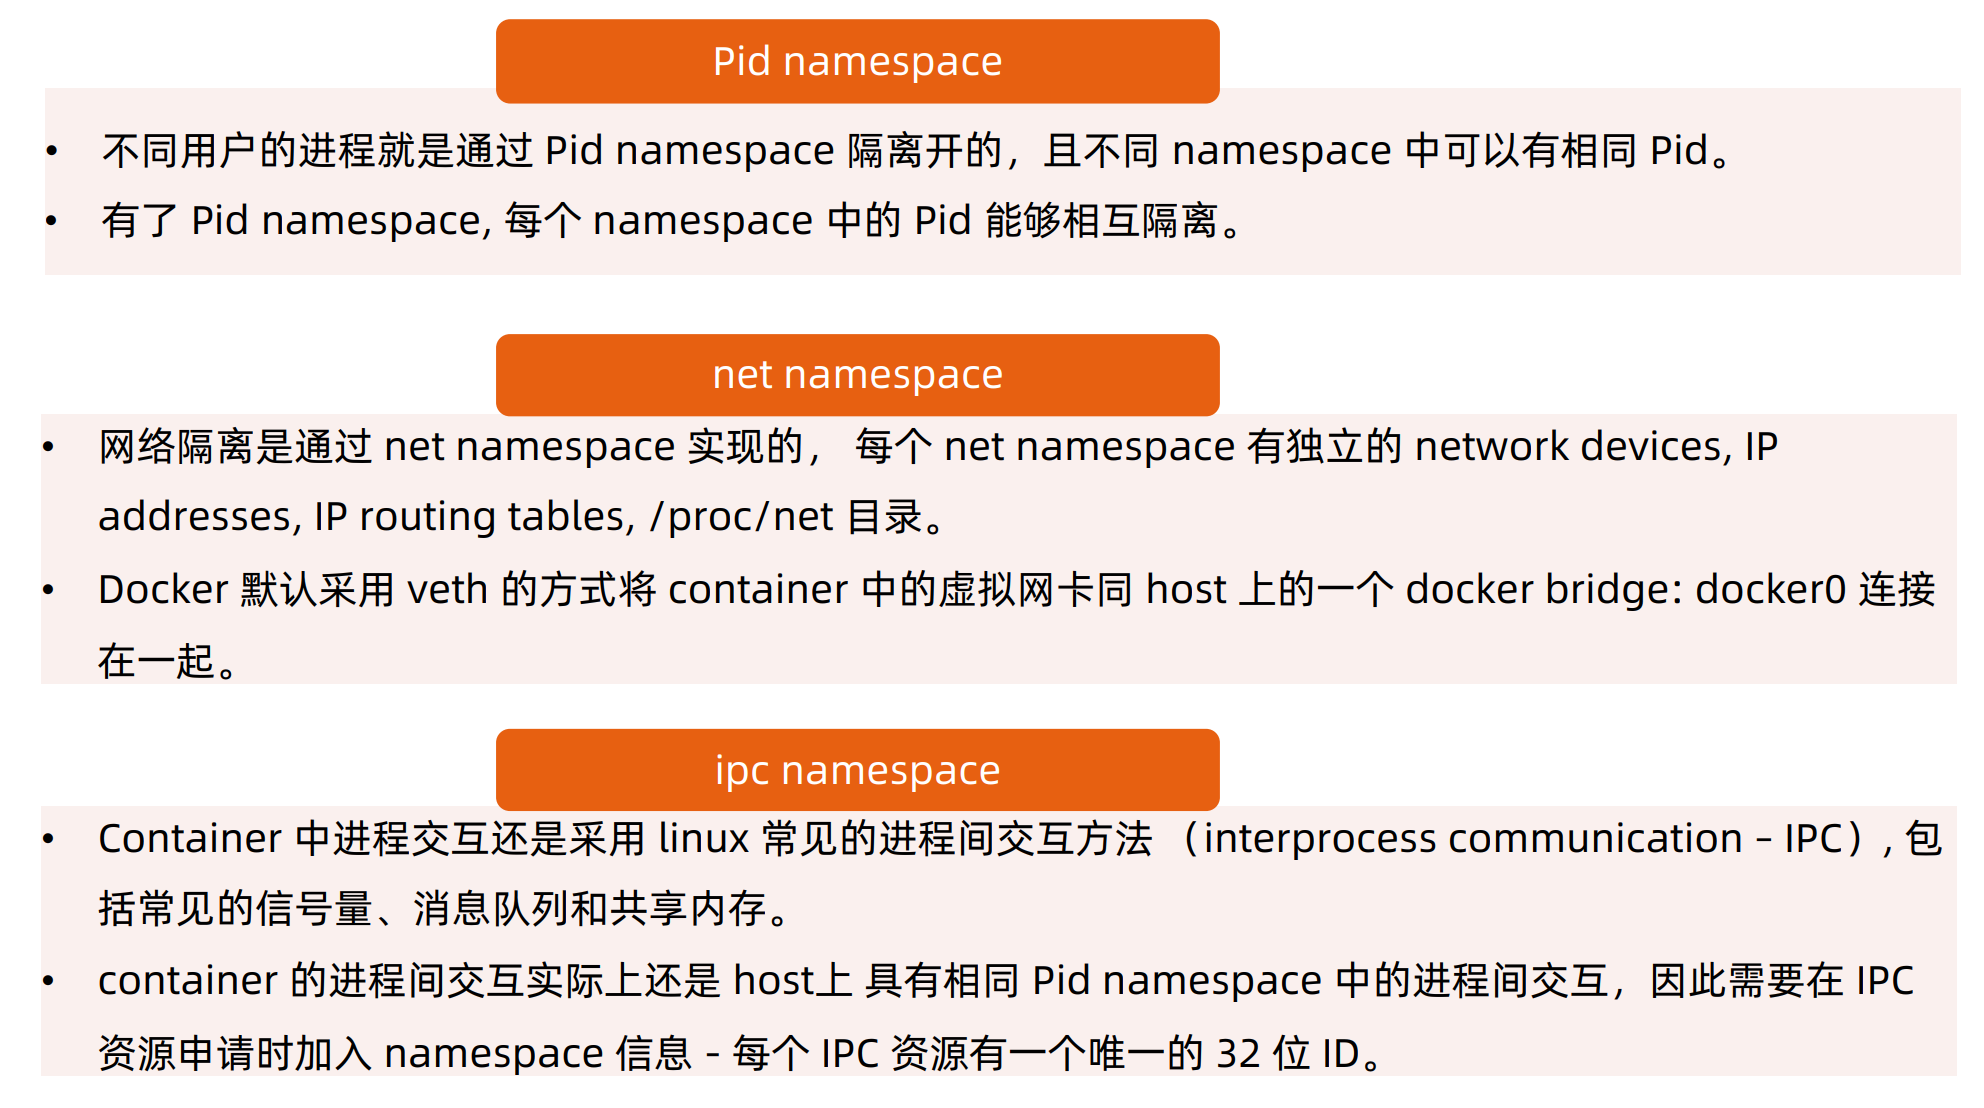 Pid namespace
• 不同用户的进程就是通过 Pid namespace 隔离开的，且不同 namespace 中可以有相同 Pid。
• 有了 Pid namespace, 每个 namespace 中的 Pid 能够相互隔离。
net namespace
• 网络隔离是通过 net namespace 实现的， 每个 net namespace 有独立的 network devices, IP
addresses, IP routing tables, /proc/net 目录。
• Docker 默认采用 veth 的方式将 container 中的虚拟网卡同 host 上的一个 docker bridge: docker0 连接
在一起。
ipc namespace
• Container 中进程交互还是采用 linux 常见的进程间交互方法 （interprocess communication – IPC）, 包
括常见的信号量、消息队列和共享内存。
• container 的进程间交互实际上还是 host上 具有相同 Pid namespace 中的进程间交互，因此需要在 IPC
资源申请时加入 namespace 信息 - 每个 IPC 资源有一个唯一的 32 位 ID。